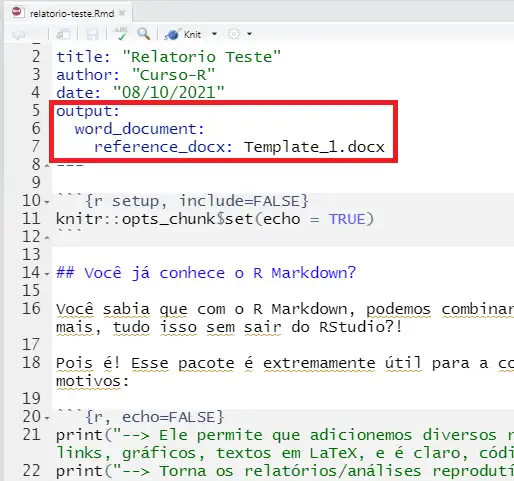 relatorio-teste.Rmd
ABC Knit
1
2 title: "Relatorio Teste"
3 author: "Curso-R"
4 date: "08/10/2021"
5 output:
6 word_document:
7 reference_docx: Template_1.docx
8 ---
9
10 ```{r setup, include=FALSE}
11 knitr::opts_chunk$set(echo = TRUE)
12 ```
13
14 ## Você já conhece o R Markdown?
15
16 Você sabia que com o R Markdown, podemos combinar
mais, tudo isso sem sair do RStudio?!
17
18 Pois é! Esse pacote é extremamente útil para a co
motivos:
19
20 ```{r, echo=FALSE}
21 print("--> Ele permite que adicionemos diversos r
links, gráficos, textos em LaTeX, e é claro, códi
22 print("--> Torna os relatórios/análises reproduti